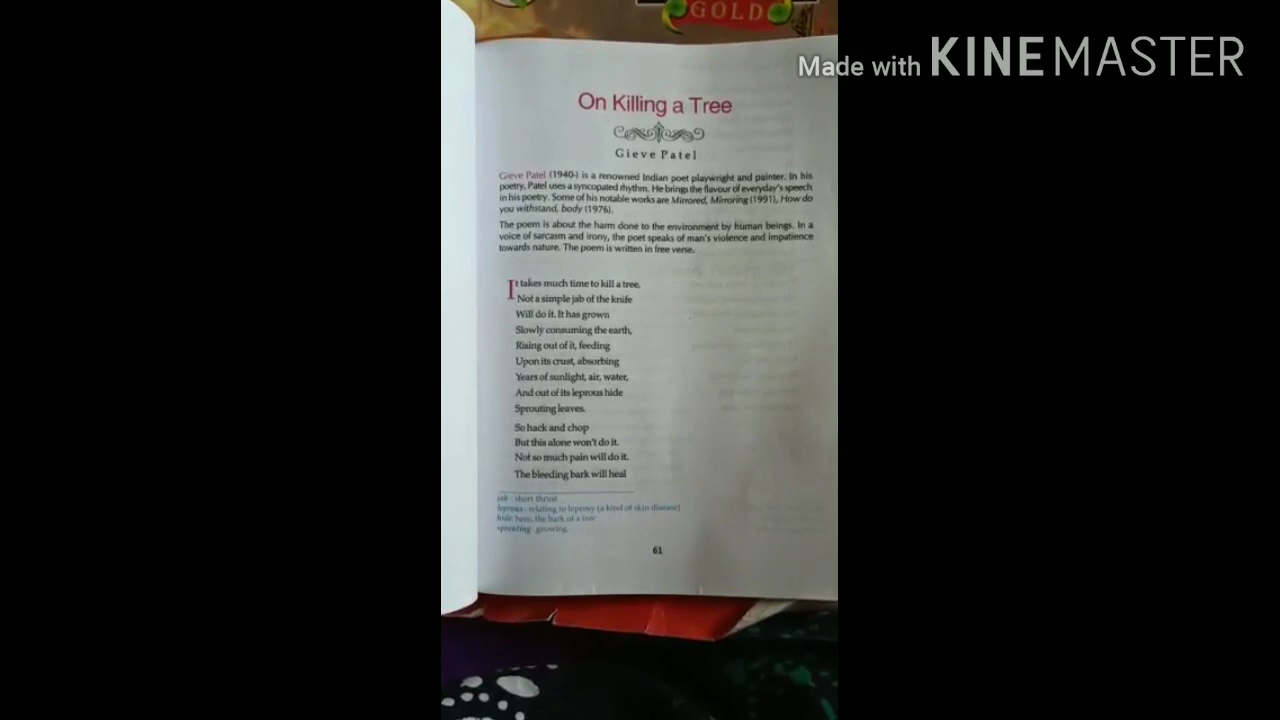 GOLD
Made with KINEMASTER
On Killing a Tree
Gieve Patel
Gieve Patel (1940-) is a renowned Indian poet playwright and painter. In his
poetry, Patel uses a syncopated rhythm. He brings the flavour of everyday's speech
in his poetry. Some of his notable works are Mirrored, Mirroring (1991), How do
you withstand, body (1976).
The poem is about the harm done to the environment by human beings. In a
voice of sarcasm and irony, the poet speaks of man's violence and impatience
towards nature. The poem is written in free verse.
It takes much time to kill a tree,
Not a simple jab of the knife
Will do it. It has grown
Slowly consuming the earth,
Rising out of it, feeding
Upon its crust, absorbing
Years of sunlight, air, water,
And out of its leprous hide
Sprouting leaves.
So hack and chop
But this alone won't do it.
Not so much pain will do it.
The bleeding bark will heal
jab : short thrust
leprous : relating to leprosy (a kind of skin disease)
hide: here, the bark of a tree
sprouting : growing
61